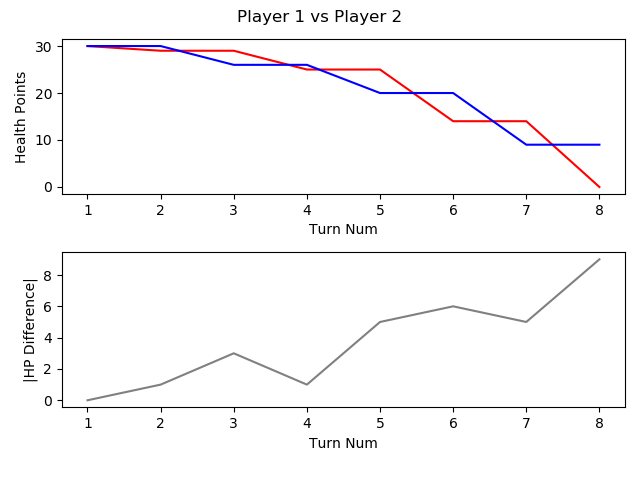 Player 1 vs Player 2
30
20
10
0
Health Points
1 2 3 4 5 6 7 8
Turn Num
8
6
4
2
0
|HP Difference|
1 2 3 4 5 6 7 8
Turn Num